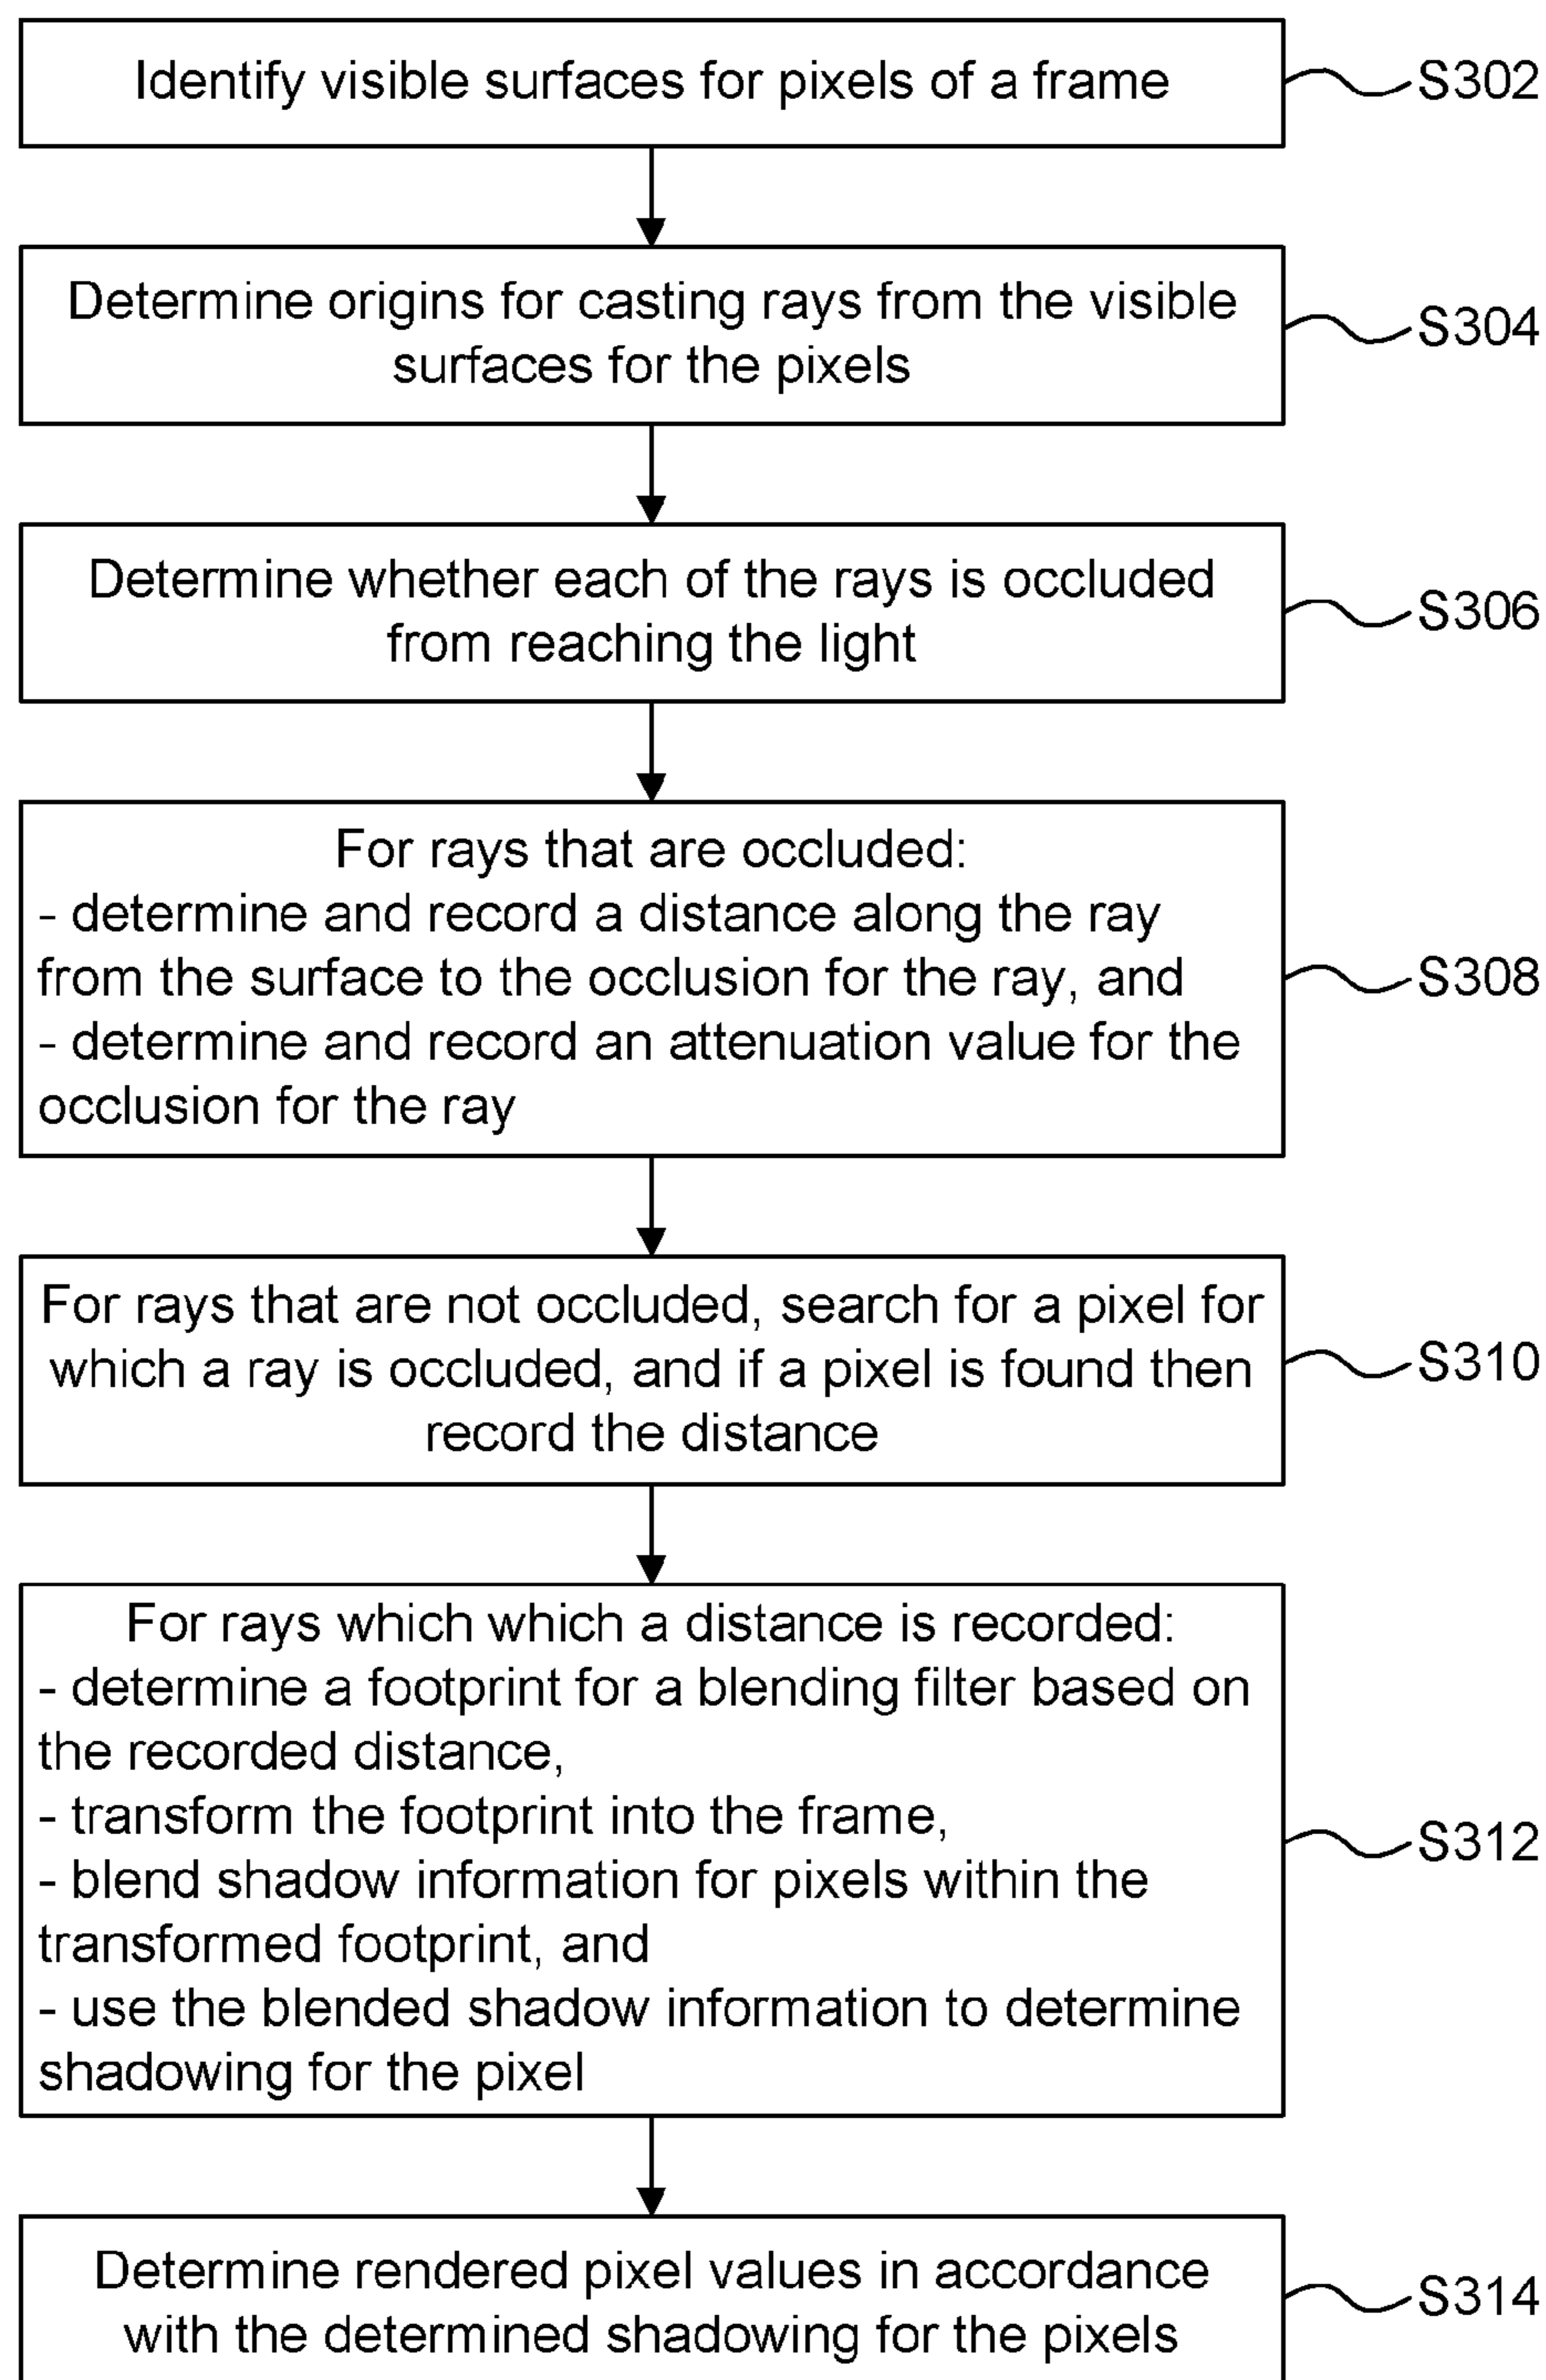 Identify visible surfaces for pixels of a frame
S302
Determine origins for casting rays from the visible
surfaces for the pixels
S304
Determine whether each of the rays is occluded
from reaching the light
S306
For rays that are occluded:
- determine and record a distance along the ray
from the surface to the occlusion for the ray, and
- determine and record an attenuation value for the
occlusion for the ray
S308
For rays that are not occluded, search for a pixel for
which a ray is occluded, and if a pixel is found then
record the distance
S310
For rays which which a distance is recorded:
- determine a footprint for a blending filter based on
the recorded distance,
- transform the footprint into the frame,
- blend shadow information for pixels within the
transformed footprint, and
- use the blended shadow information to determine
shadowing for the pixel
S312
Determine rendered pixel values in accordance
with the determined shadowing for the pixels
S314